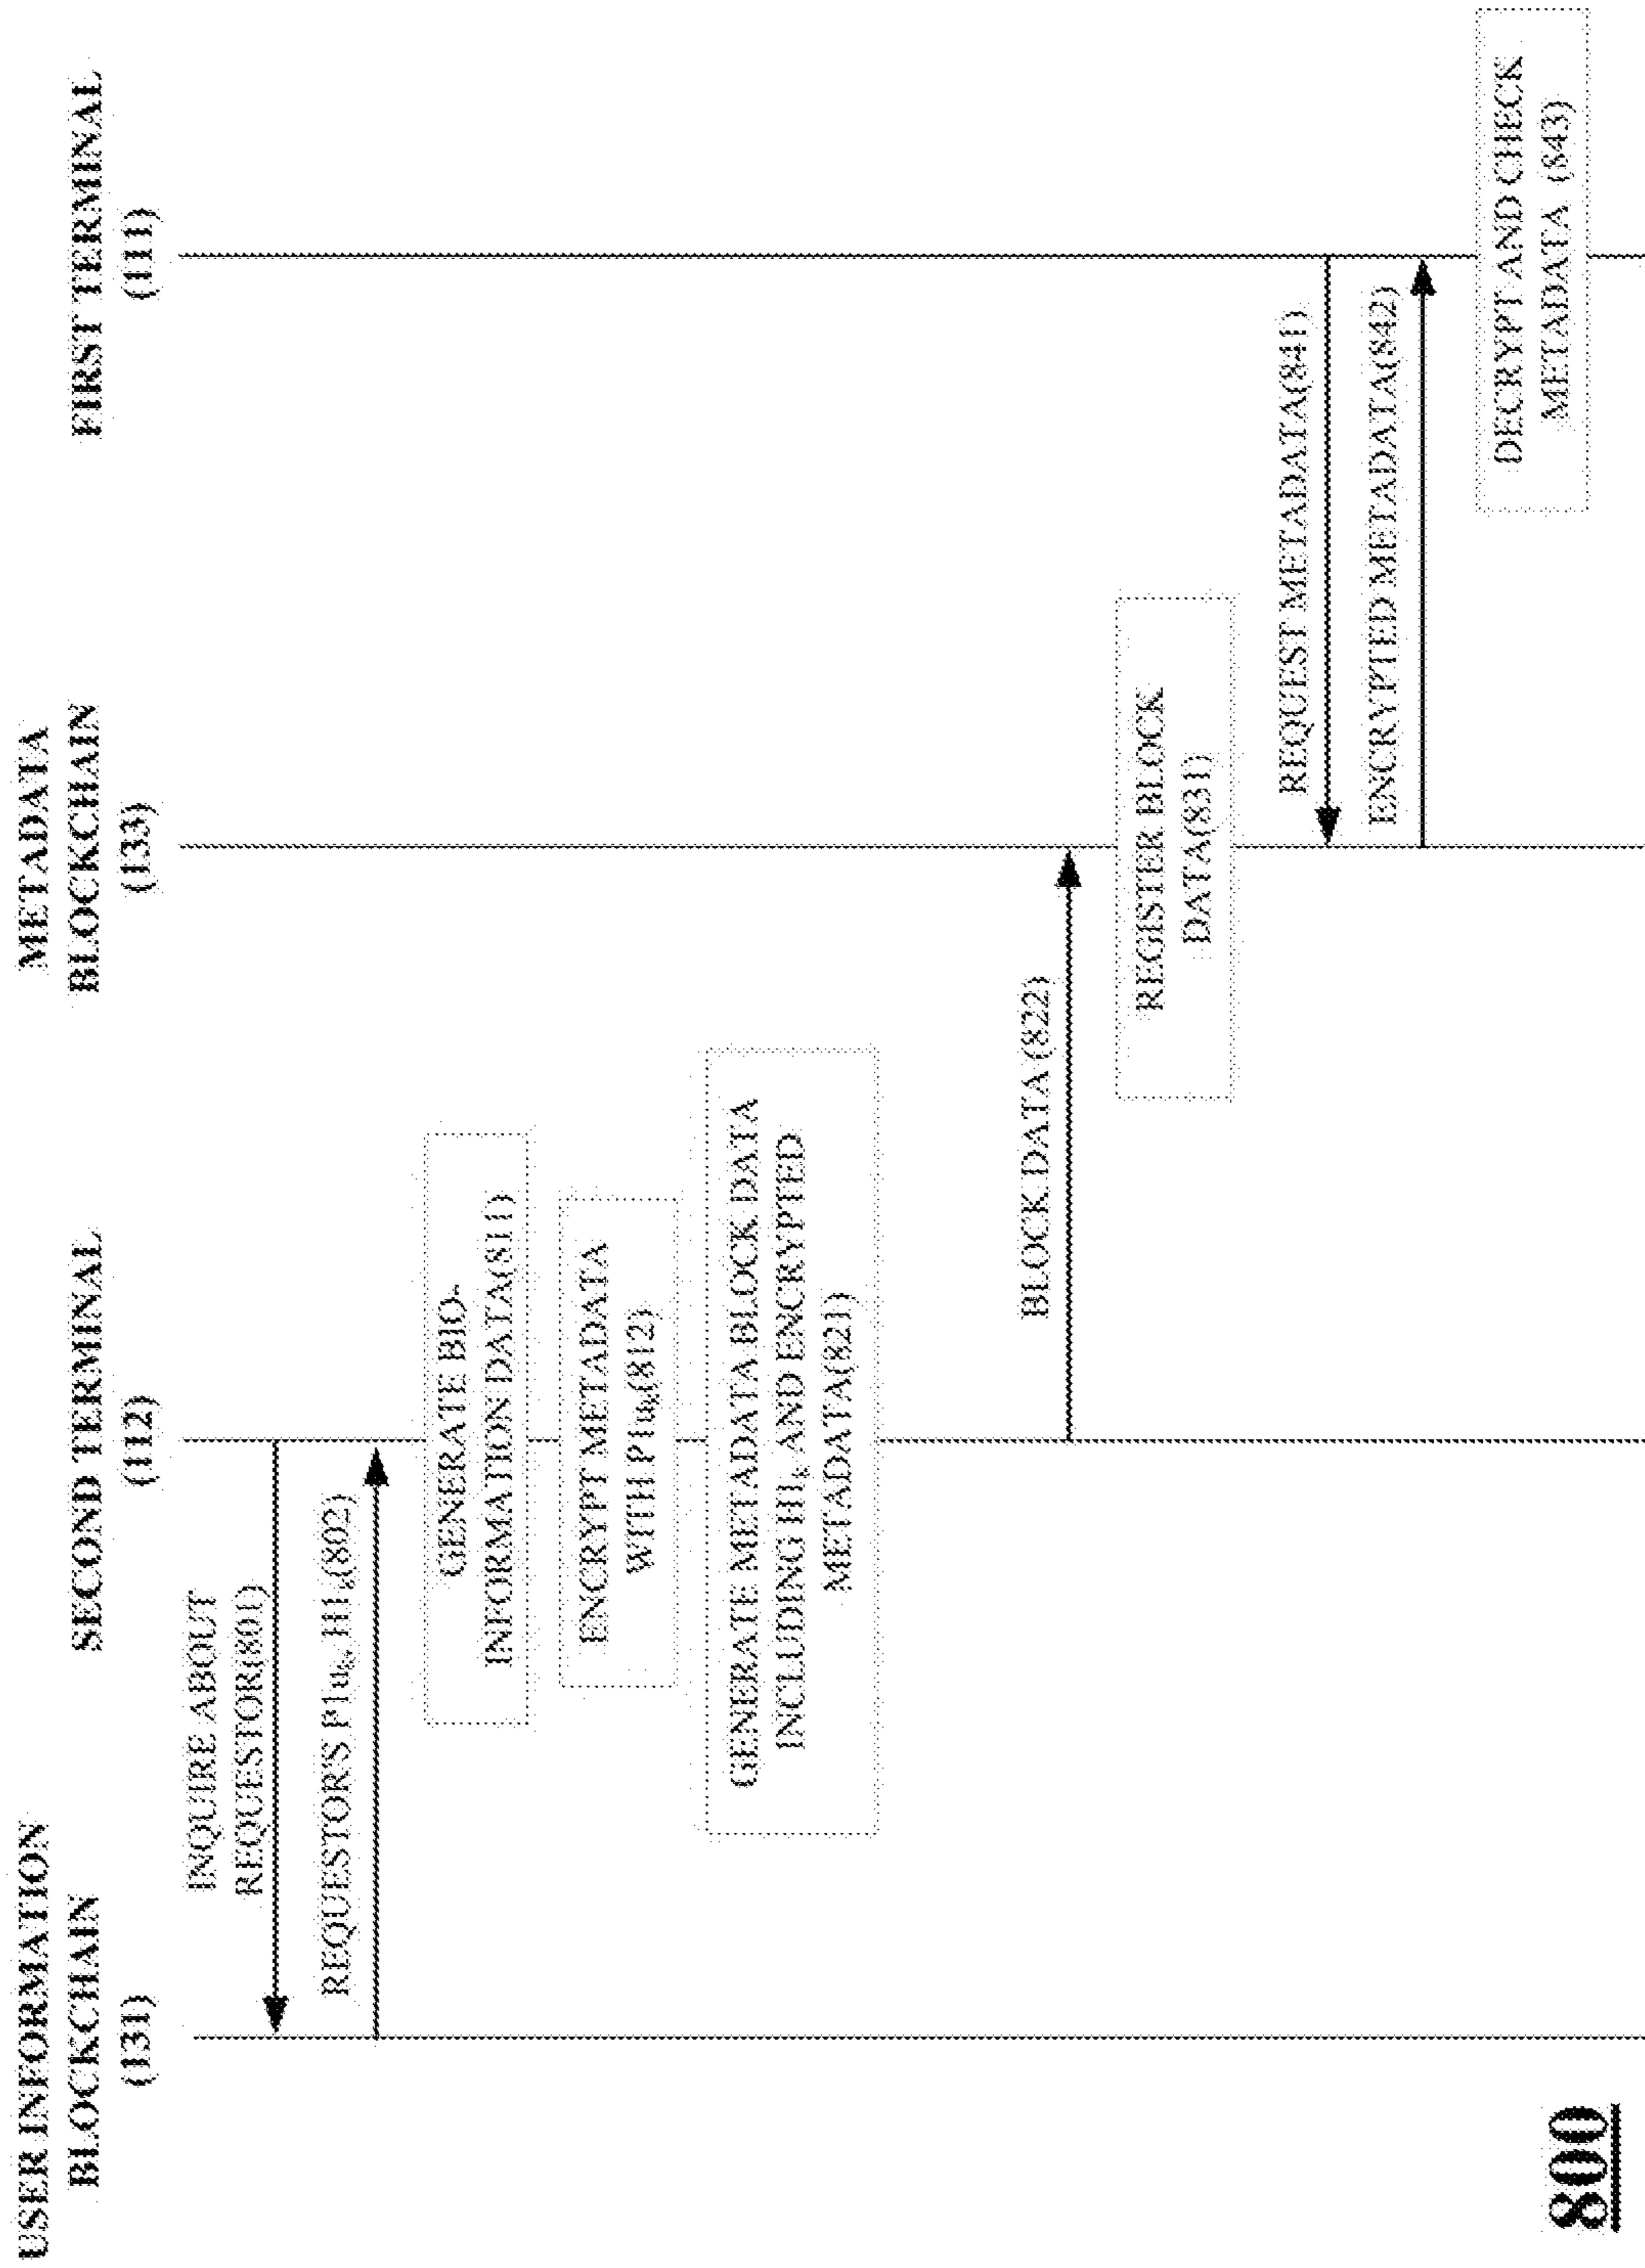 USER INFORMATION
BLOCKCHAIN
(131)
SECOND TERMINAL
(112)
METADATA
BLOCKCHAIN
(133)
FIRST TERMINAL
(111)
INQUIRE ABOUT
REQUESTOR(801)
REQUESTOR'S P1uₖ, H1ₖ(802)
GENERATE BIO-
INFORMATION DATA(811)
ENCRYPT METADATA
WITH P1uₖ(812)
GENERATE METADATA BLOCK DATA
INCLUDING H1ₖ AND ENCRYPTED
METADATA(821)
BLOCK DATA (822)
REGISTER BLOCK
DATA(831)
REQUEST METADATA(841)
ENCRYPTED METADATA(842)
DECRYPT AND CHECK
METADATA (843)
800